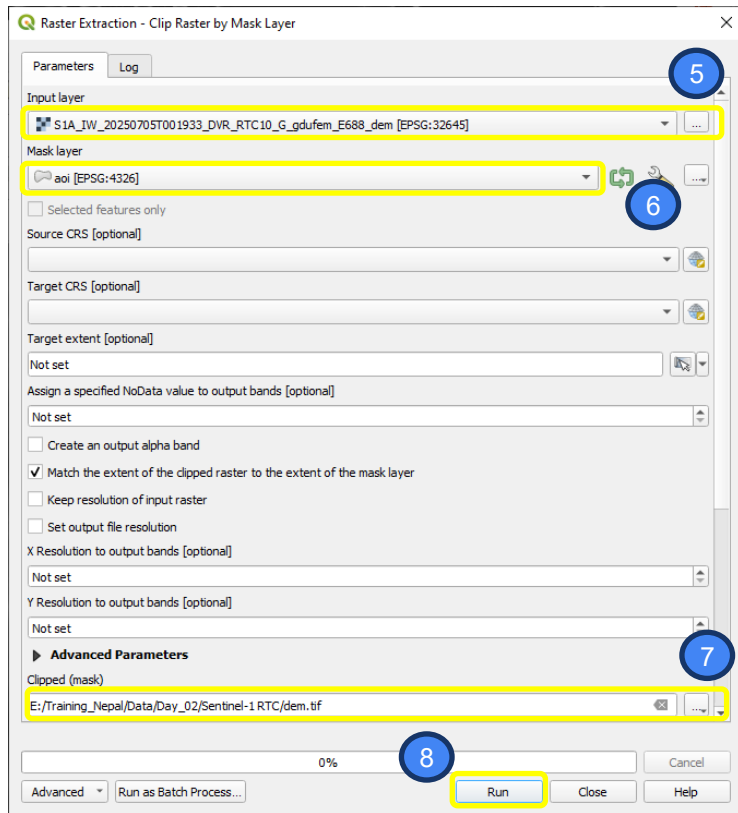 Raster Extraction - Clip Raster by Mask Layer
Parameters Log
5
Input layer
S1A_IW_20250705T001933_DVR_RTC10_G_gdufem_E688_dem [EPSG:32645]
...
Mask layer
aoi [EPSG:4326]
...
6
Selected features only
Source CRS [optional]
Target CRS [optional]
Target extent [optional]
Not set
Assign a specified NoData value to output bands [optional]
Not set
Create an output alpha band
Match the extent of the clipped raster to the extent of the mask layer
Keep resolution of input raster
Set output file resolution
X Resolution to output bands [optional]
Not set
Y Resolution to output bands [optional]
Not set
Advanced Parameters
7
Clipped (mask)
E:/Training_Nepal/Data/Day_02/Sentinel-1 RTC/dem.tif
...
0%
8
Cancel
Advanced Run as Batch Process... Run Close Help